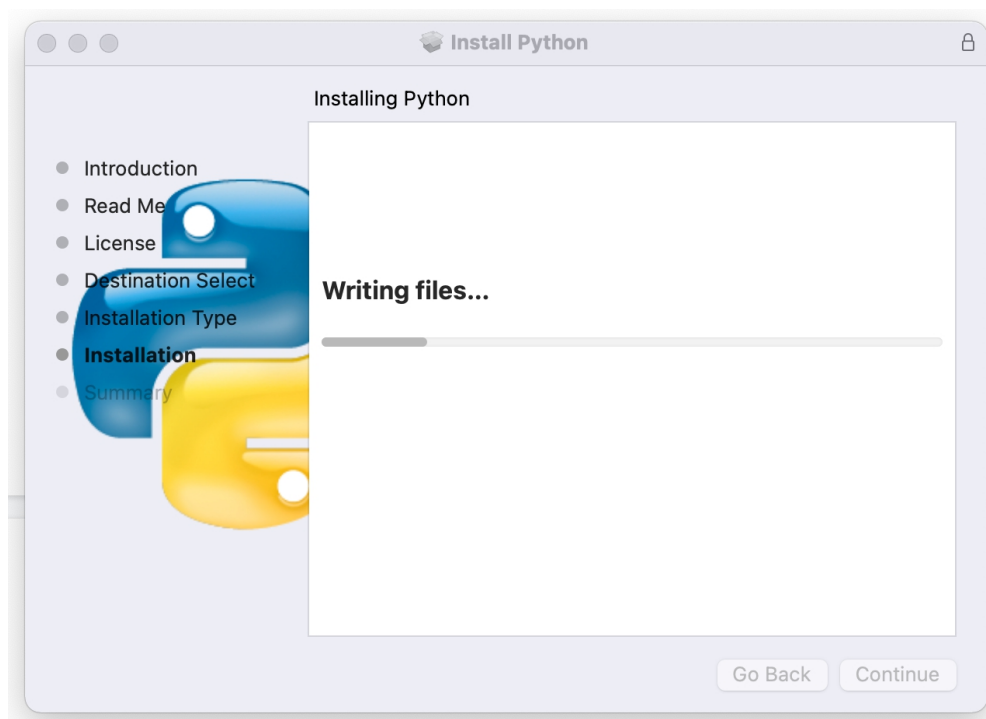 Install Python
Installing Python
Introduction
Read Me
License
Destination Select
Installation Type
Installation
Summary
Writing files...
Go Back
Continue